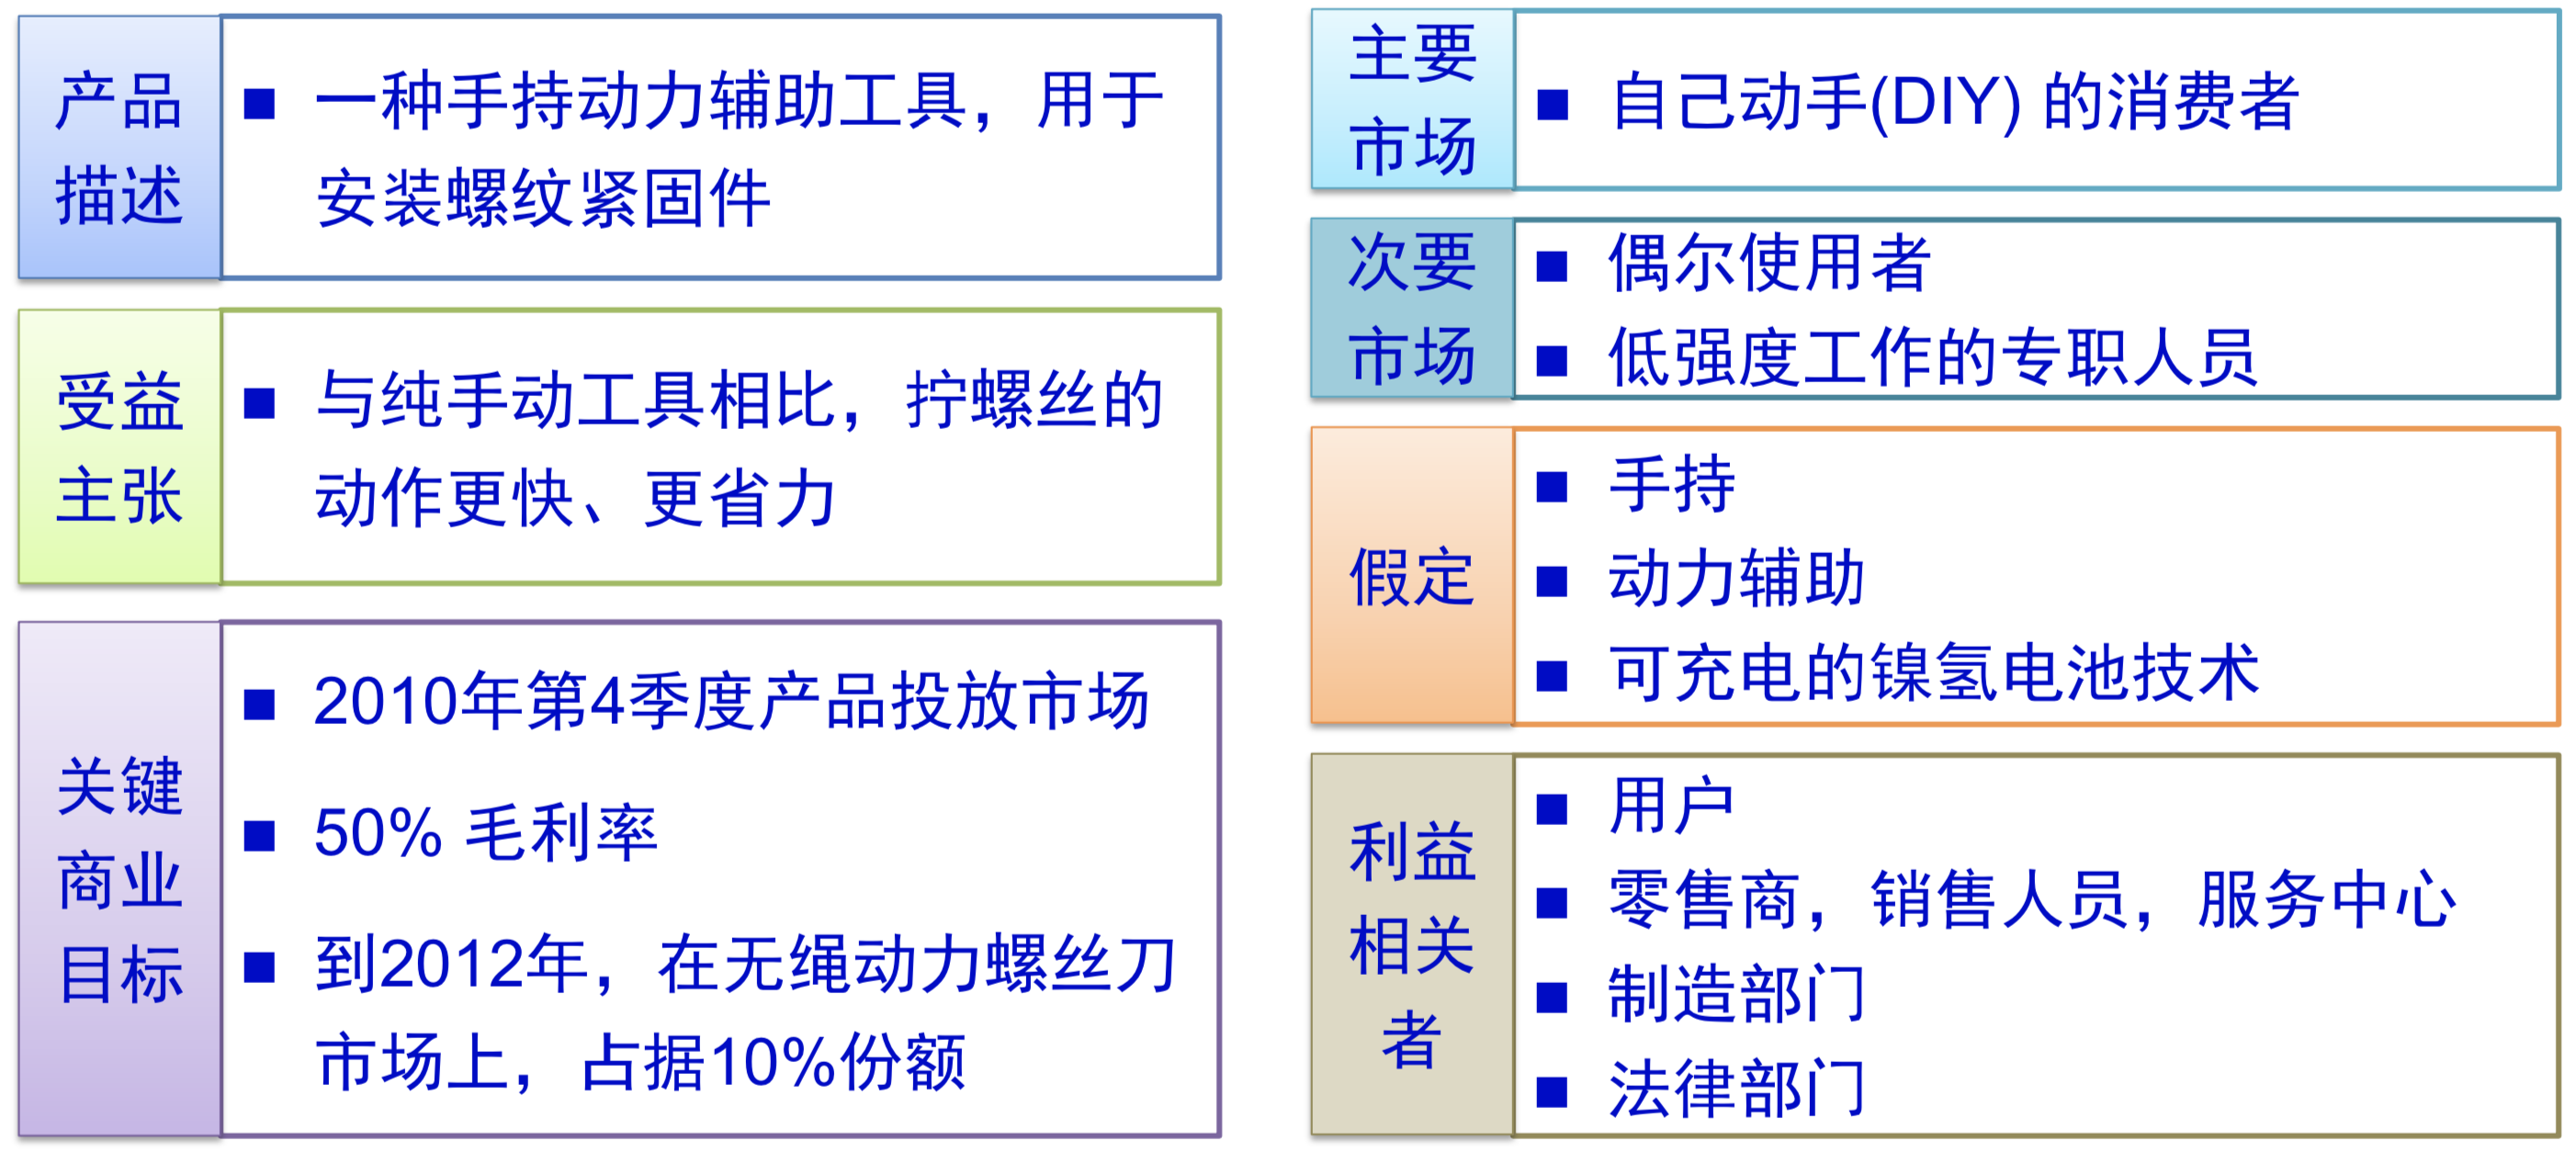 产品
描述
■ 一种手持动力辅助工具，用于
安装螺纹紧固件
受益
主张
■ 与纯手动工具相比，拧螺丝的
动作更快、更省力
关键
商业
目标
■ 2010年第4季度产品投放市场
■ 50% 毛利率
■ 到2012年，在无绳动力螺丝刀
市场上，占据10%份额
主要
市场
■ 自己动手(DIY) 的消费者
次要
市场
■ 偶尔使用者
■ 低强度工作的专职人员
假定
■ 手持
■ 动力辅助
■ 可充电的镍氢电池技术
利益
相关
者
■ 用户
■ 零售商，销售人员，服务中心
■ 制造部门
■ 法律部门